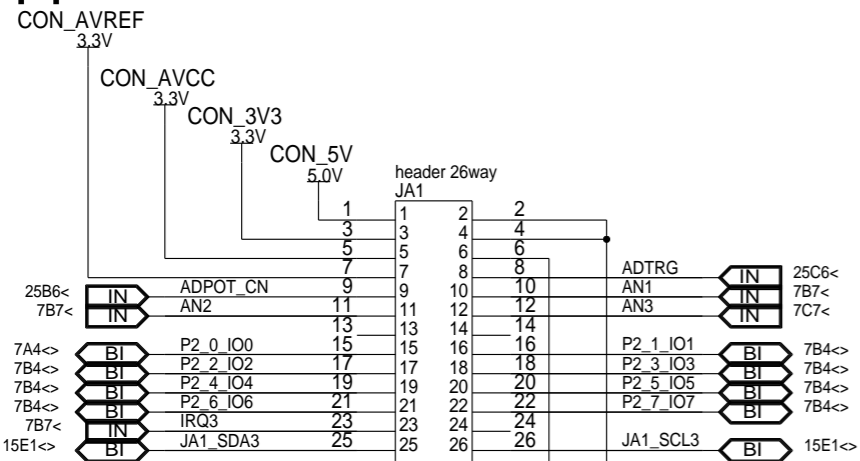 CON_AVREF
3.3V
CON_AVCC
3.3V
CON_3V3
3.3V
CON_5V
5.0V
header 26way
JA1
1 1 2 2
3 3 4 4
5 5 6 6
7 7 8 8 ADTRG IN 25C6<
25B6< IN ADPOT_CN 9 9 10 10 AN1 IN 7B7<
7B7< IN AN2 11 11 12 12 AN3 IN 7C7<
13 13 14 14
7A4<> BI P2_0_IO0 15 15 16 16 P2_1_IO1 BI 7B4<>
7B4<> BI P2_2_IO2 17 17 18 18 P2_3_IO3 BI 7B4<>
7B4<> BI P2_4_IO4 19 19 20 20 P2_5_IO5 BI 7B4<>
7B4<> BI P2_6_IO6 21 21 22 22 P2_7_IO7 BI 7B4<>
7B7< IN IRQ3 23 23 24 24
15E1<> BI JA1_SDA3 25 25 26 26 JA1_SCL3 BI 15E1<>